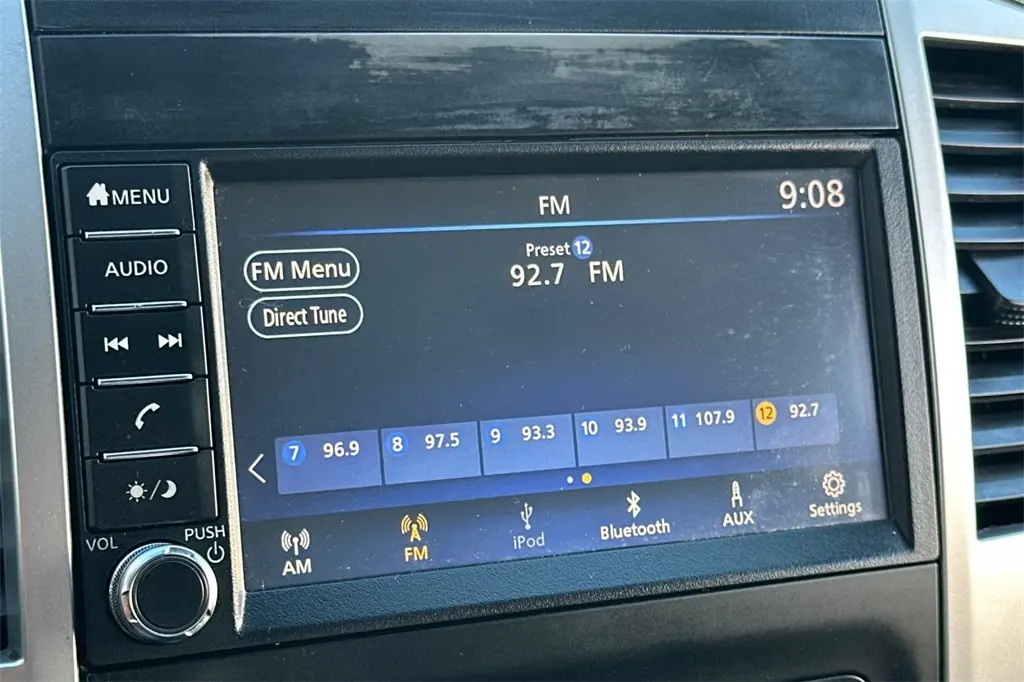 MENU
AUDIO
VOL
PUSH
FM
9:08
FM Menu
Preset 12
92.7 FM
Direct Tune
7 96.9 8 97.5 9 93.3 10 93.9 11 107.9 12 92.7
AM FM iPod Bluetooth AUX Settings